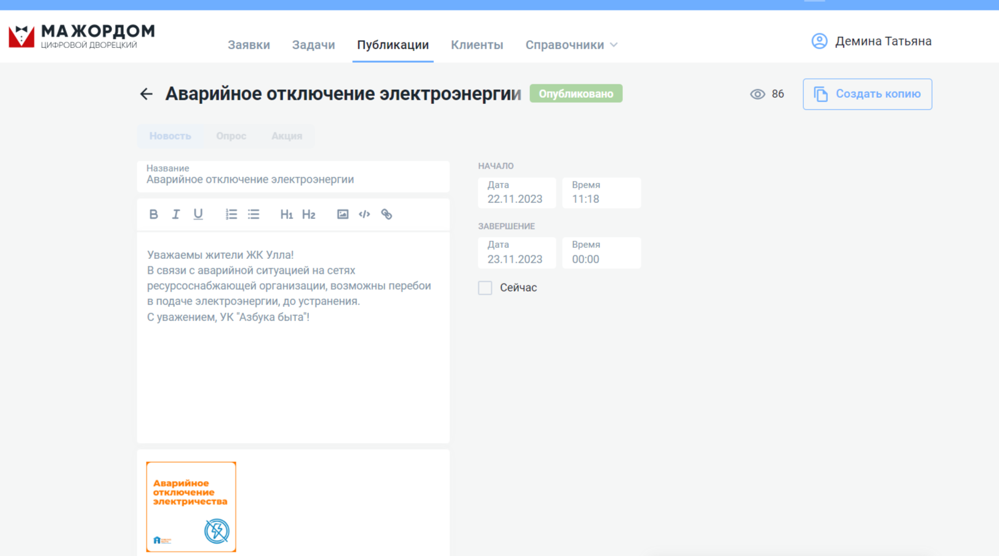 МАЖОРДОМ
ЦИФРОВОЙ ДВОРЕЦКИЙ
Заявки
Задачи
Публикации
Клиенты
Справочники
Демина Татьяна
Аварийное отключение электроэнергии
Опубликовано
86
Создать копию
Новость
Опрос
Акция
Название
Аварийное отключение электроэнергии
B I U H1 H2
Уважаемы жители ЖК Улла!
В связи с аварийной ситуацией на сетях
ресурсоснабжающей организации, возможны перебои
в подаче электроэнергии, до устранения.
С уважением, УК "Азбука быта"!
НАЧАЛО
Дата
22.11.2023
Время
11:18
ЗАВЕРШЕНИЕ
Дата
23.11.2023
Время
00:00
Сейчас
Аварийное
отключение
электричества